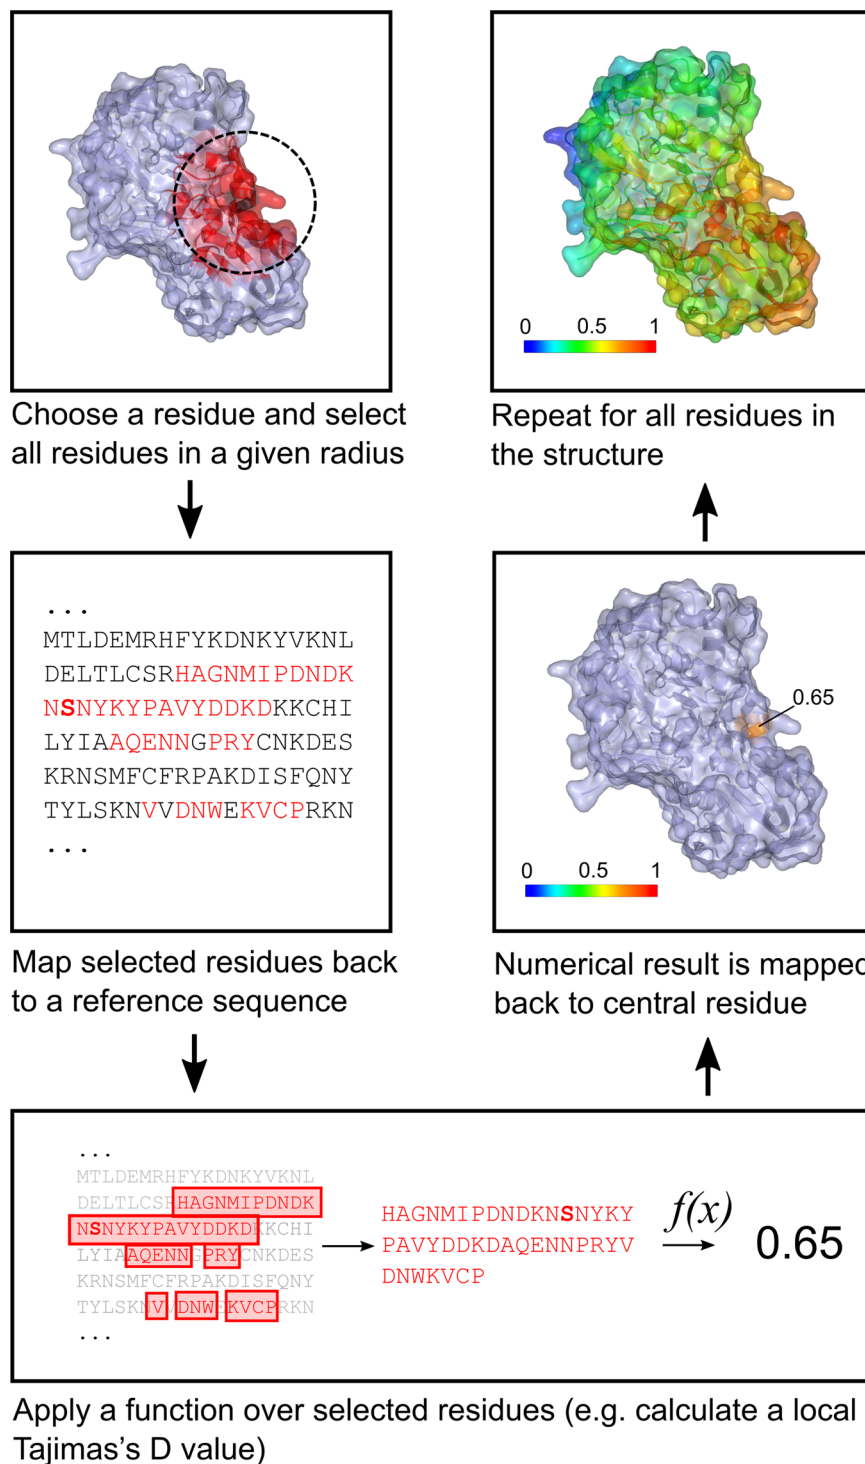 Choose a residue and select
all residues in a given radius
...
MTLDEMRHFYKDNKYVKNL
DELTLCSRHAGNMIPDNDK
NSNYKYPAVYDDKDKKCHI
LYIAAQENNGPRYCNKDES
KRNSMFCFRPAKDISFQNY
TYLSKNVVDNWEKVCPRKN
...
Map selected residues back
to a reference sequence
...
MTLDEMRHFYKDNKYVKNL
DELTLCSRHAGNMIPDNDK
NSNYKYPAVYDDKDKKCHI
LYIAAQENNGPRYCNKDES
KRNSMFCFRPAKDISFQNY
TYLSKNVVDNWEKVCPRKN
...
HAGNMIPDNDKNSNYKY
PAVYDDKDAQENNPRYV
DNWKVCP
f(x)
0.65
Apply a function over selected residues (e.g. calculate a local
Tajimas's D value)
0.65
0 0.5 1
Numerical result is mapped
back to central residue
0 0.5 1
Repeat for all residues in
the structure